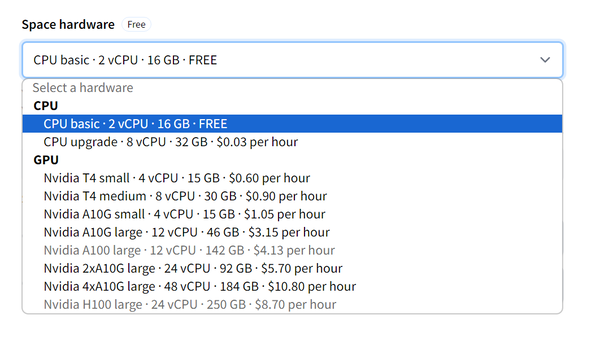 Space hardware Free
CPU basic · 2 vCPU · 16 GB · FREE
Select a hardware
CPU
CPU basic · 2 vCPU · 16 GB · FREE
CPU upgrade · 8 vCPU · 32 GB · $0.03 per hour
GPU
Nvidia T4 small · 4 vCPU · 15 GB · $0.60 per hour
Nvidia T4 medium · 8 vCPU · 30 GB · $0.90 per hour
Nvidia A10G small · 4 vCPU · 15 GB · $1.05 per hour
Nvidia A10G large · 12 vCPU · 46 GB · $3.15 per hour
Nvidia A100 large · 12 vCPU · 142 GB · $4.13 per hour
Nvidia 2xA10G large · 24 vCPU · 92 GB · $5.70 per hour
Nvidia 4xA10G large · 48 vCPU · 184 GB · $10.80 per hour
Nvidia H100 large · 24 vCPU · 250 GB · $8.70 per hour